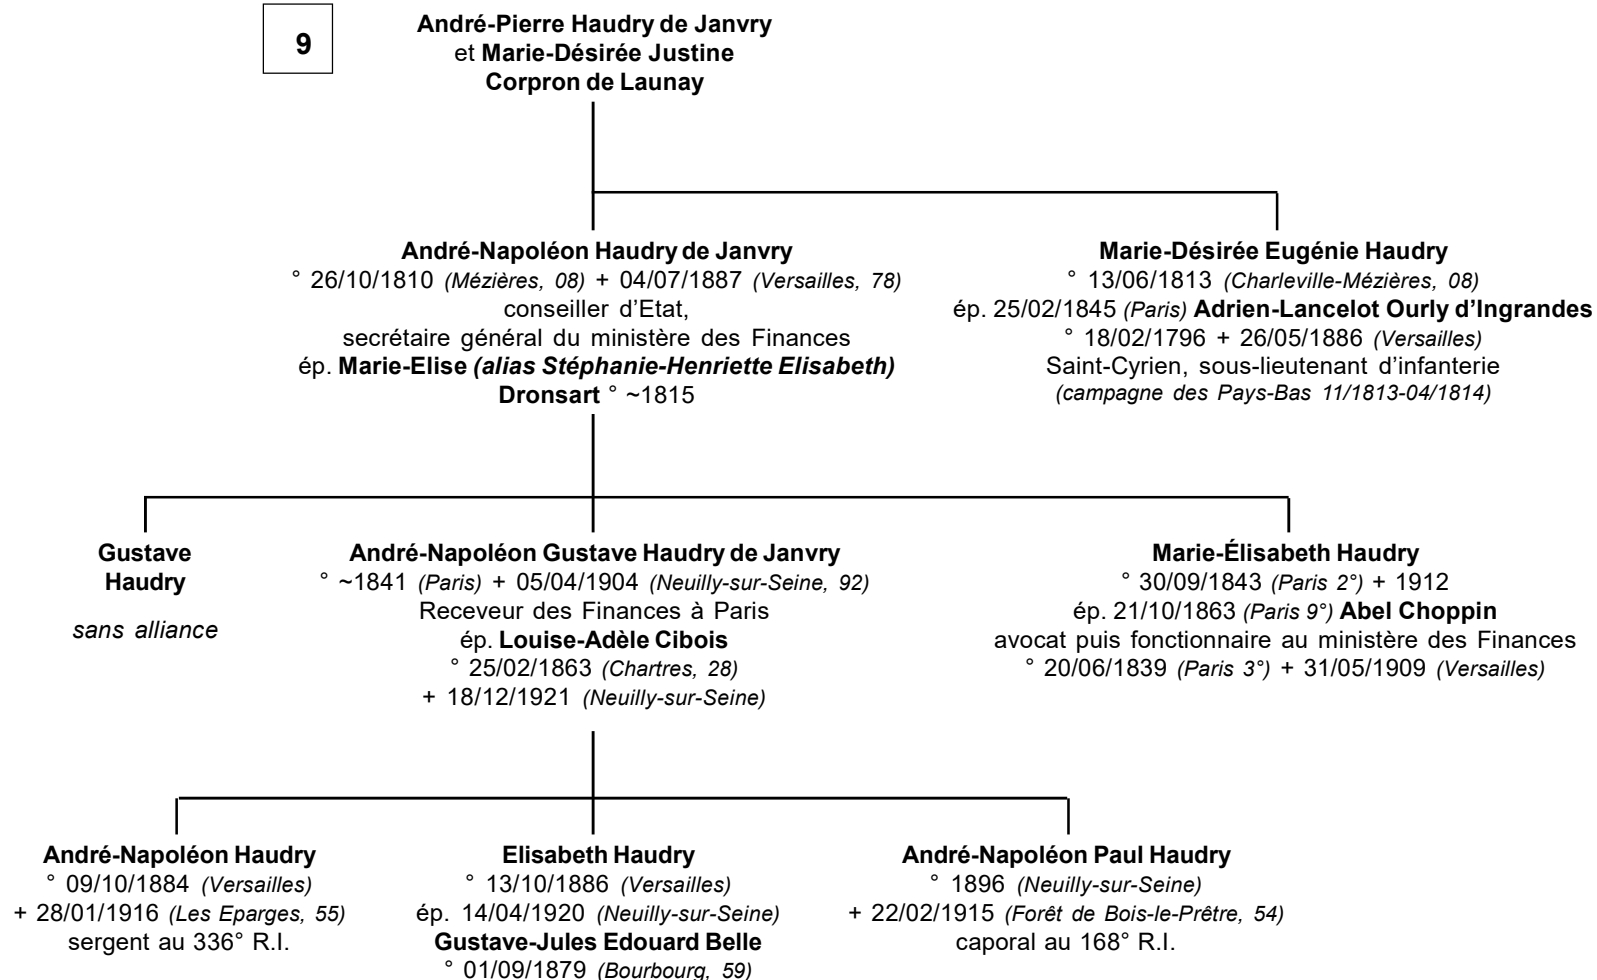 9
André-Pierre Haudry de Janvry
et Marie-Désirée Justine
Corpron de Launay
André-Napoléon Haudry de Janvry
° 26/10/1810 (Mézières, 08) + 04/07/1887 (Versailles, 78)
conseiller d'Etat,
secrétaire général du ministère des Finances
ép. Marie-Elise (alias Stéphanie-Henriette Elisabeth)
Dronsart ° ~1815
Marie-Désirée Eugénie Haudry
° 13/06/1813 (Charleville-Mézières, 08)
ép. 25/02/1845 (Paris) Adrien-Lancelot Ourly d'Ingrandes
° 18/02/1796 + 26/05/1886 (Versailles)
Saint-Cyrien, sous-lieutenant d'infanterie
(campagne des Pays-Bas 11/1813-04/1814)
Gustave
Haudry
sans alliance
André-Napoléon Gustave Haudry de Janvry
° ~1841 (Paris) + 05/04/1904 (Neuilly-sur-Seine, 92)
Receveur des Finances à Paris
ép. Louise-Adèle Cibois
° 25/02/1863 (Chartres, 28)
+ 18/12/1921 (Neuilly-sur-Seine)
Marie-Élisabeth Haudry
° 30/09/1843 (Paris 2°) + 1912
ép. 21/10/1863 (Paris 9°) Abel Choppin
avocat puis fonctionnaire au ministère des Finances
° 20/06/1839 (Paris 3°) + 31/05/1909 (Versailles)
André-Napoléon Haudry
° 09/10/1884 (Versailles)
+ 28/01/1916 (Les Eparges, 55)
sergent au 336° R.I.
Elisabeth Haudry
° 13/10/1886 (Versailles)
ép. 14/04/1920 (Neuilly-sur-Seine)
Gustave-Jules Edouard Belle
° 01/09/1879 (Bourbourg, 59)
André-Napoléon Paul Haudry
° 1896 (Neuilly-sur-Seine)
+ 22/02/1915 (Forêt de Bois-le-Prêtre, 54)
caporal au 168° R.I.